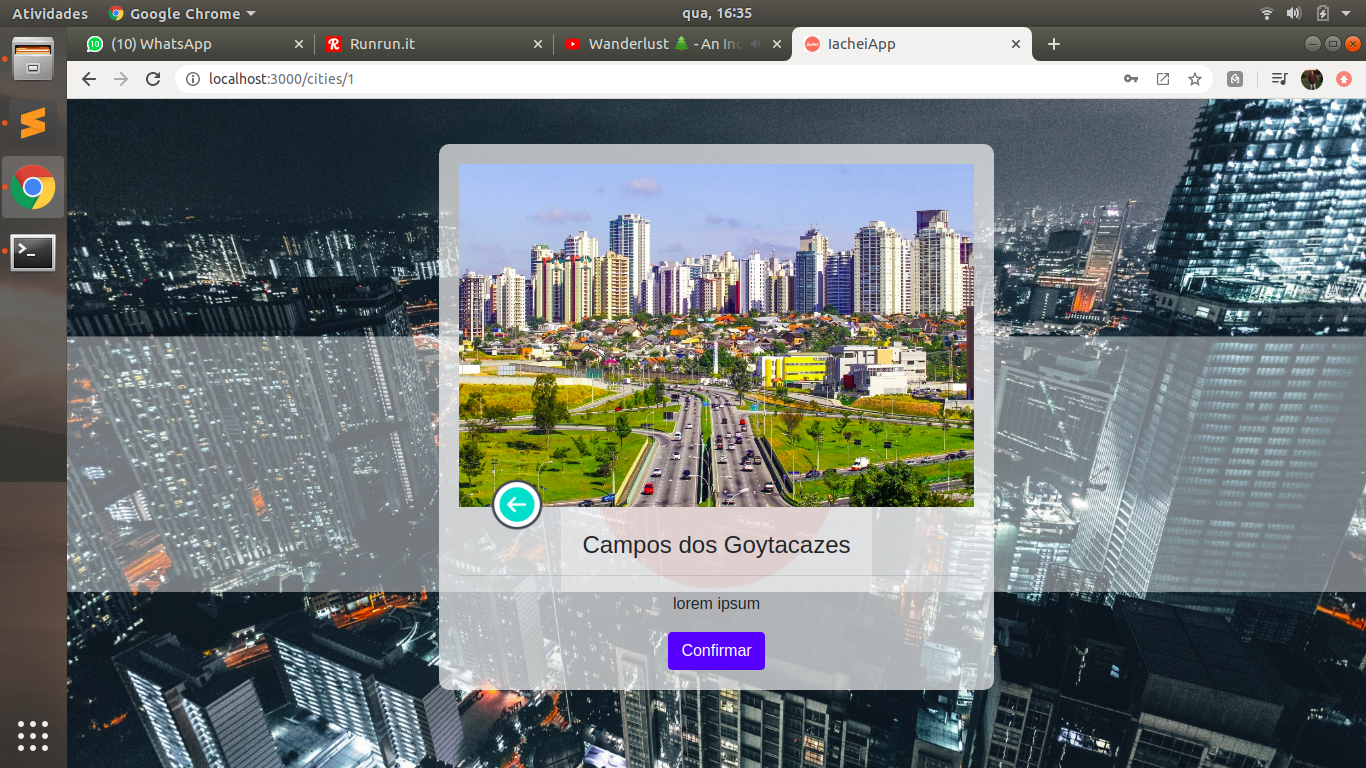 Atividades
Google Chrome
qua, 16:35
(10) WhatsApp
Runrun.it
Wanderlust 🌲 - An Ind
IacheiApp
localhost:3000/cities/1
Campos dos Goytacazes
lorem ipsum
Confirmar